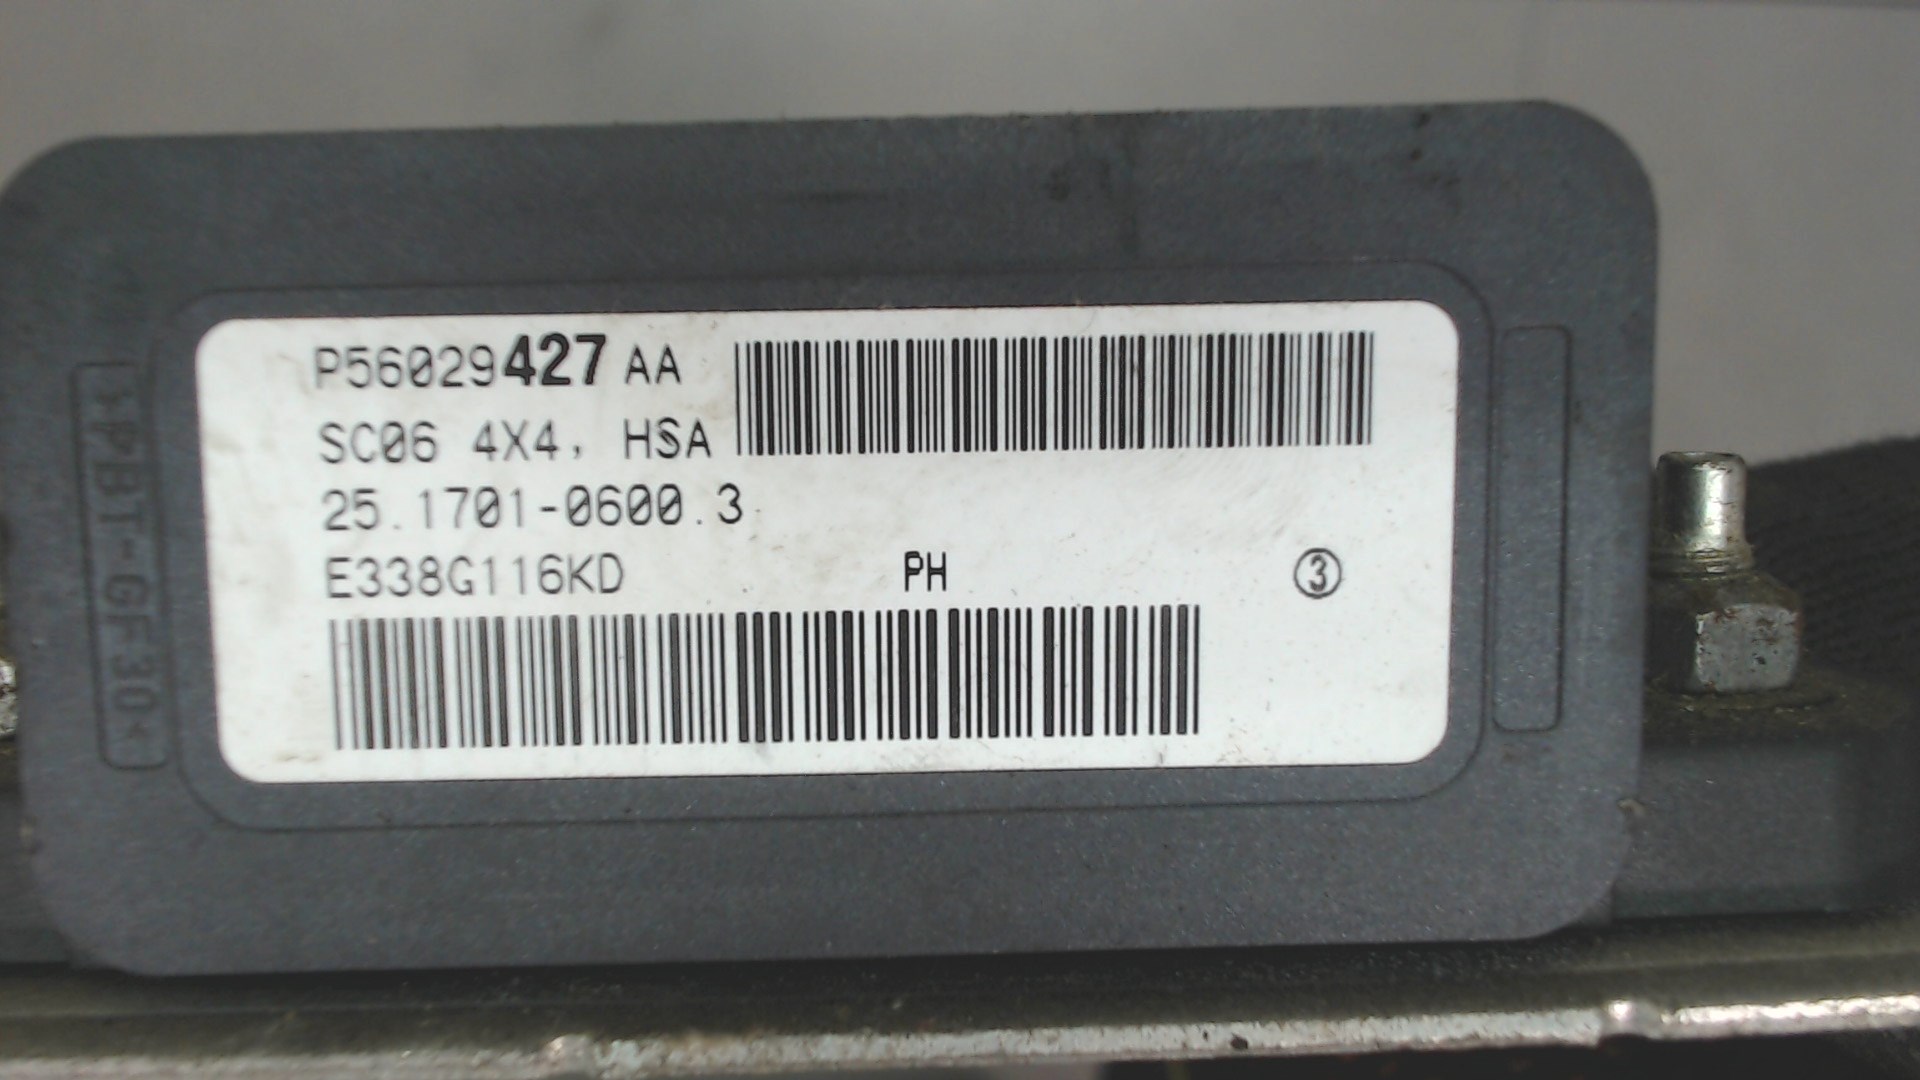 P56029427 AA
SC06 4X4, HSA
25.1701-0600.3
E338G116KD PH ③
>PBT-GF30<